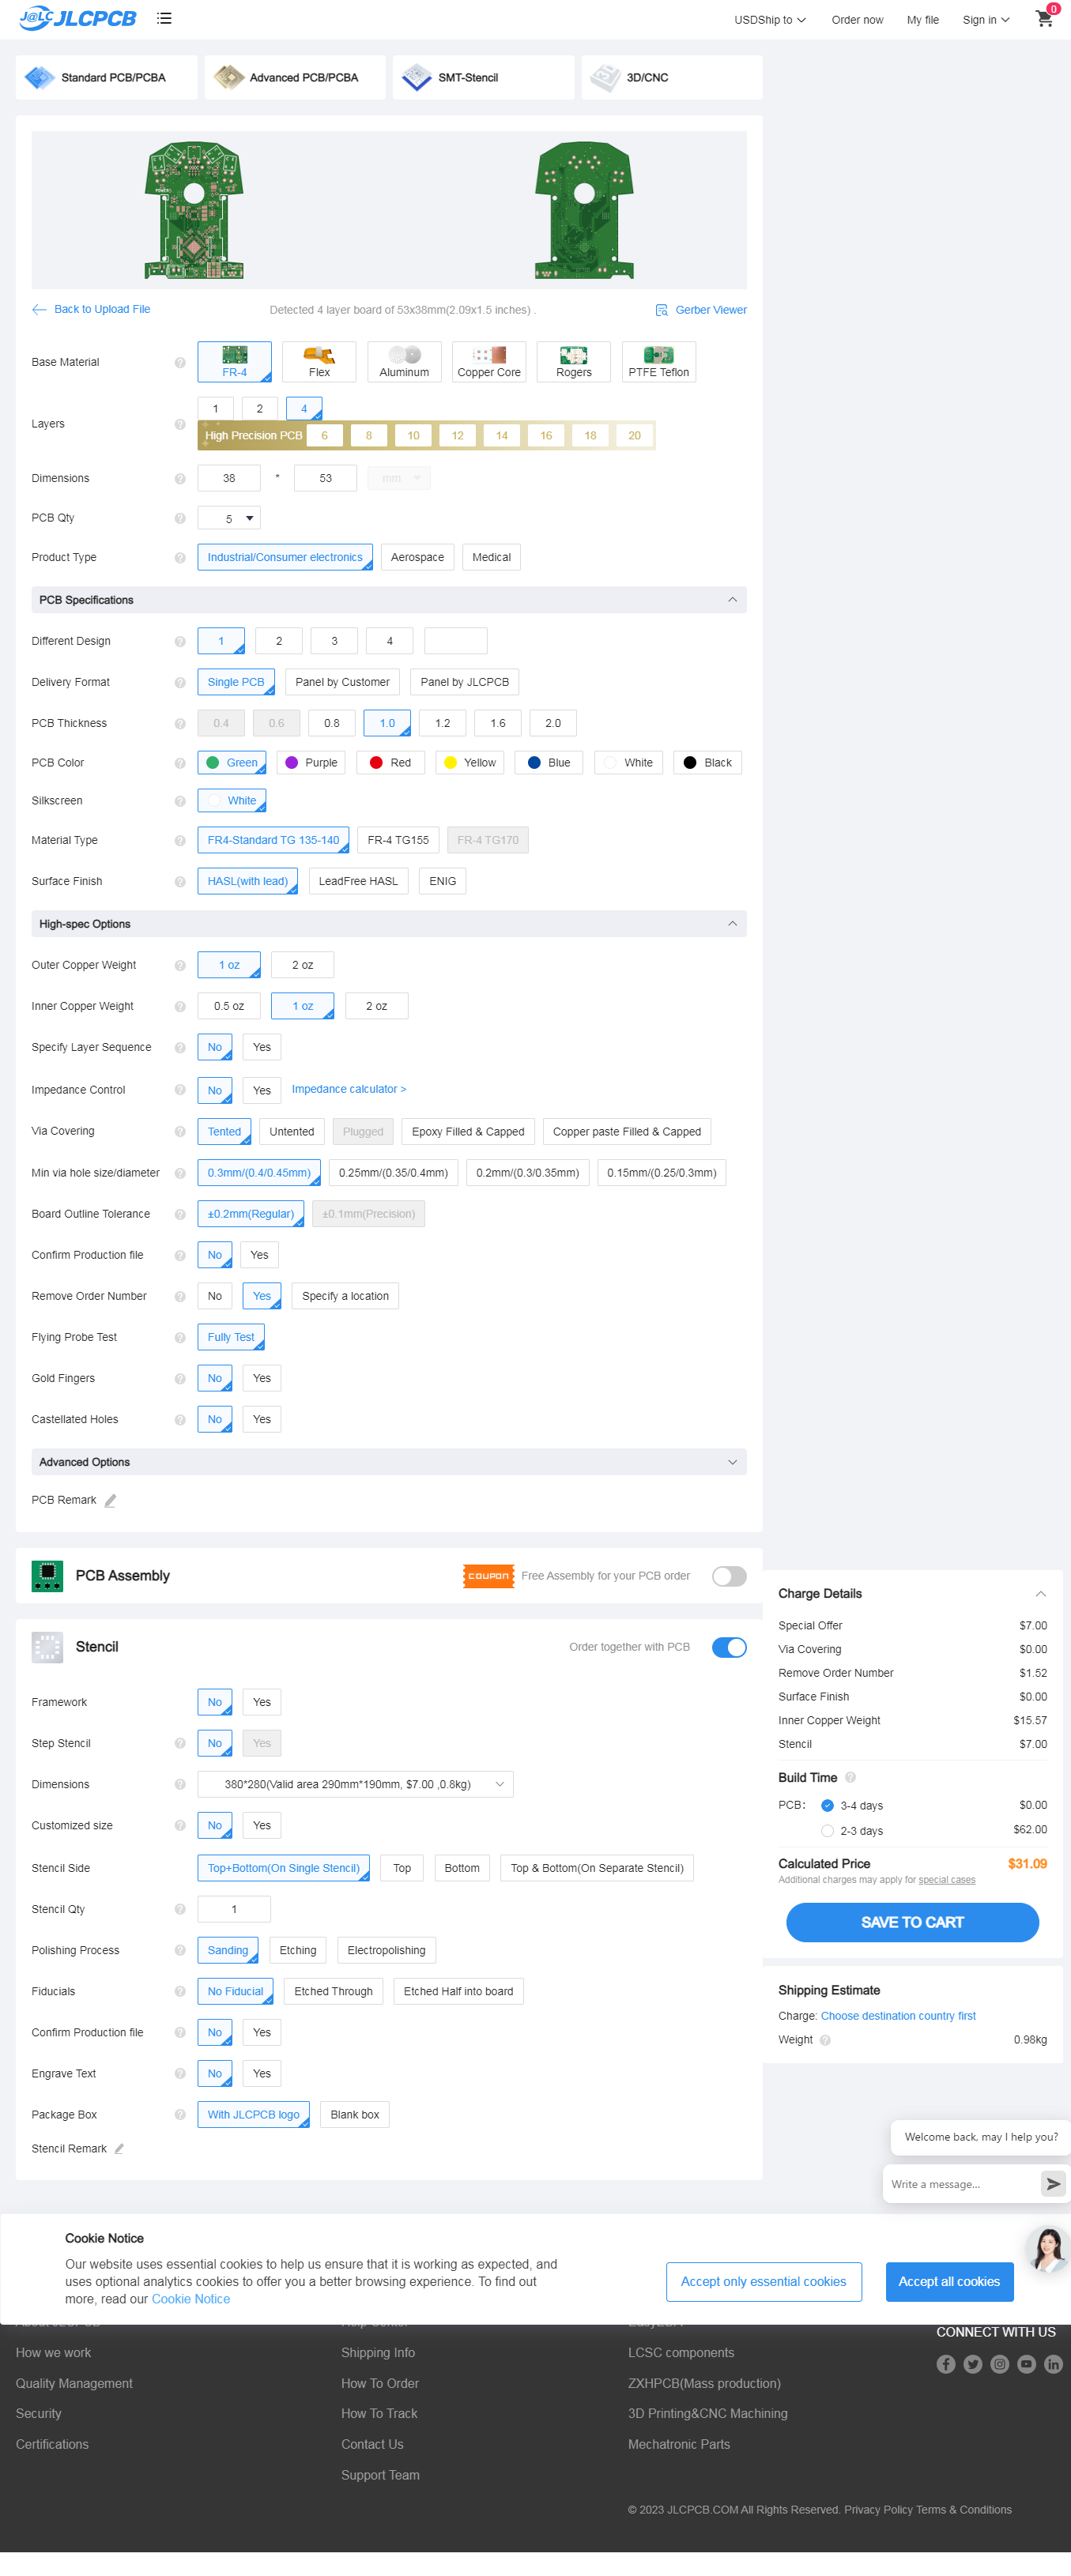 J@LC JLCPCB
USD Ship to Order now My file Sign in 0
Standard PCB/PCBA Advanced PCB/PCBA SMT-Stencil 3D/CNC
POWER
Back to Upload File Detected 4 layer board of 53x38mm(2.09x1.5 inches) . Gerber Viewer
Base Material ? FR-4 Flex Aluminum Copper Core Rogers PTFE Teflon
Layers ? 1 2 4
High Precision PCB 6 8 10 12 14 16 18 20
Dimensions ? 38 * 53 mm
PCB Qty ? 5
Product Type ? Industrial/Consumer electronics Aerospace Medical
PCB Specifications
Different Design ? 1 2 3 4
Delivery Format ? Single PCB Panel by Customer Panel by JLCPCB
PCB Thickness ? 0.4 0.6 0.8 1.0 1.2 1.6 2.0
PCB Color ? Green Purple Red Yellow Blue White Black
Silkscreen ? White
Material Type ? FR4-Standard TG 135-140 FR-4 TG155 FR-4 TG170
Surface Finish ? HASL(with lead) LeadFree HASL ENIG
High-spec Options
Outer Copper Weight ? 1 oz 2 oz
Inner Copper Weight ? 0.5 oz 1 oz 2 oz
Specify Layer Sequence ? No Yes
Impedance Control ? No Yes Impedance calculator >
Via Covering ? Tented Untented Plugged Epoxy Filled & Capped Copper paste Filled & Capped
Min via hole size/diameter ? 0.3mm/(0.4/0.45mm) 0.25mm/(0.35/0.4mm) 0.2mm/(0.3/0.35mm) 0.15mm/(0.25/0.3mm)
Board Outline Tolerance ? ±0.2mm(Regular) ±0.1mm(Precision)
Confirm Production file ? No Yes
Remove Order Number ? No Yes Specify a location
Flying Probe Test ? Fully Test
Gold Fingers ? No Yes
Castellated Holes ? No Yes
Advanced Options
PCB Remark
PCB Assembly COUPON Free Assembly for your PCB order
Stencil Order together with PCB
Framework No Yes
Step Stencil ? No Yes
Dimensions ? 380*280(Valid area 290mm*190mm, $7.00 ,0.8kg)
Customized size ? No Yes
Stencil Side Top+Bottom(On Single Stencil) Top Bottom Top & Bottom(On Separate Stencil)
Stencil Qty ? 1
Polishing Process ? Sanding Etching Electropolishing
Fiducials ? No Fiducial Etched Through Etched Half into board
Confirm Production file ? No Yes
Engrave Text ? No Yes
Package Box ? With JLCPCB logo Blank box
Stencil Remark
Charge Details
Special Offer $7.00
Via Covering $0.00
Remove Order Number $1.52
Surface Finish $0.00
Inner Copper Weight $15.57
Stencil $7.00
Build Time ?
PCB: 3-4 days $0.00
2-3 days $62.00
Calculated Price $31.09
Additional charges may apply for special cases
SAVE TO CART
Shipping Estimate
Charge: Choose destination country first
Weight ? 0.98kg
Welcome back, may I help you?
Write a message...
Cookie Notice
Our website uses essential cookies to help us ensure that it is working as expected, and
uses optional analytics cookies to offer you a better browsing experience. To find out
more, read our Cookie Notice
Accept only essential cookies Accept all cookies
CONNECT WITH US
How we work Shipping Info LCSC components
Quality Management How To Order ZXHPCB(Mass production)
Security How To Track 3D Printing&CNC Machining
Certifications Contact Us Mechatronic Parts
Support Team
© 2023 JLCPCB.COM All Rights Reserved. Privacy Policy Terms & Conditions